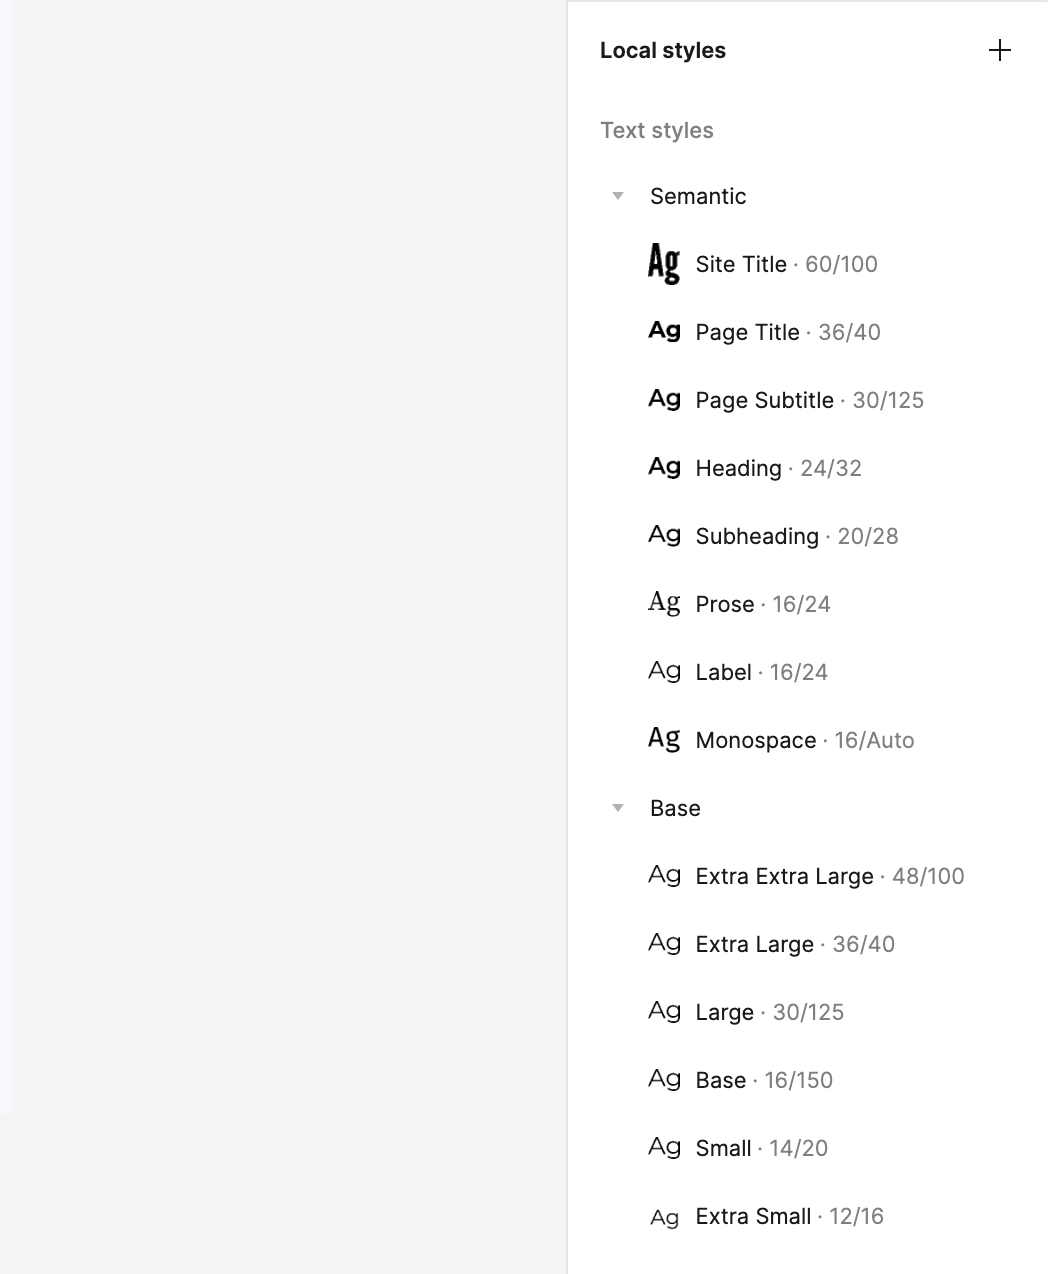 Local styles
Text styles
Semantic
Ag Site Title · 60/100
Ag Page Title · 36/40
Ag Page Subtitle · 30/125
Ag Heading · 24/32
Ag Subheading · 20/28
Ag Prose · 16/24
Ag Label · 16/24
Ag Monospace · 16/Auto
Base
Ag Extra Extra Large · 48/100
Ag Extra Large · 36/40
Ag Large · 30/125
Ag Base · 16/150
Ag Small · 14/20
Ag Extra Small · 12/16